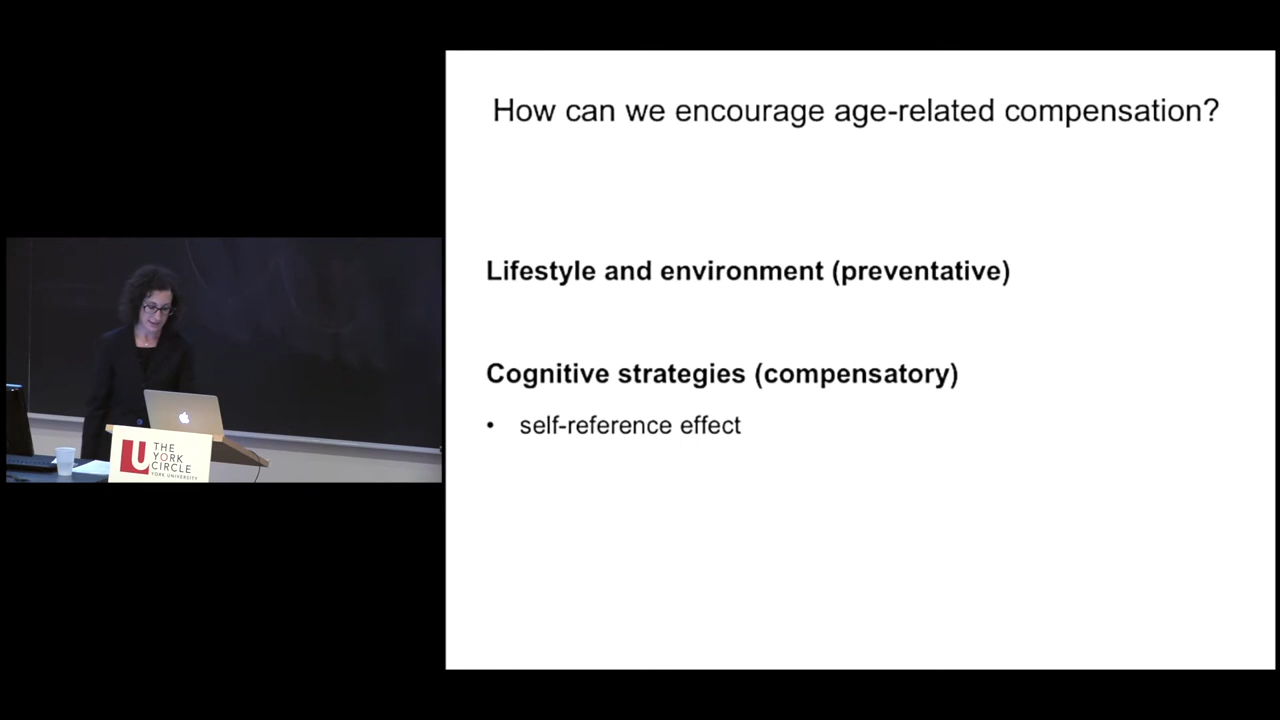 How can we encourage age-related compensation?
Lifestyle and environment (preventative)
Cognitive strategies (compensatory)
• self-reference effect
U
THE
YORK
CIRCLE
YORK UNIVERSITY